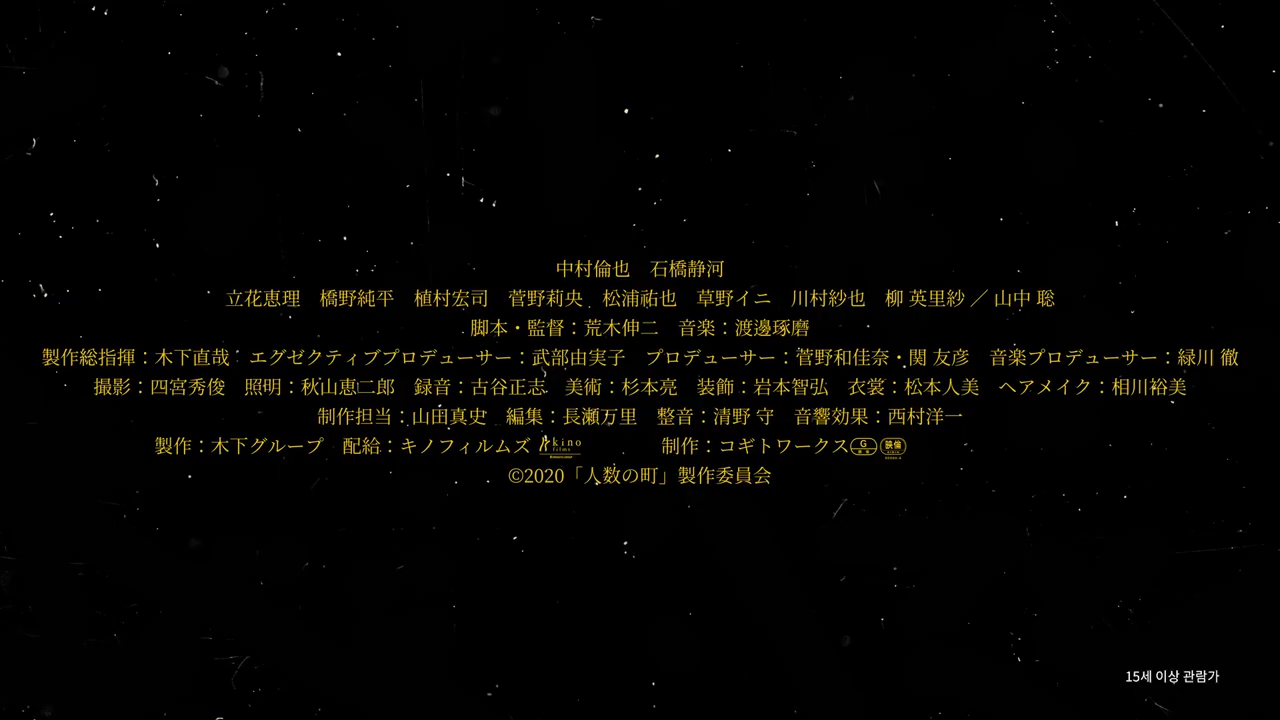 中村倫也　石橋静河
立花恵理　橋野純平　植村宏司　菅野莉央　松浦祐也　草野イニ　川村紗也　柳 英里紗 ／ 山中 聡
脚本・監督：荒木伸二　音楽：渡邊琢磨
製作総指揮：木下直哉　エグゼクティブプロデューサー：武部由実子　プロデューサー：菅野和佳奈・関 友彦　音楽プロデューサー：緑川 徹
撮影：四宮秀俊　照明：秋山恵二郎　録音：古谷正志　美術：杉本亮　装飾：岩本智弘　衣裳：松本人美　ヘアメイク：相川裕美
制作担当：山田真史　編集：長瀬万里　整音：清野 守　音響効果：西村洋一
製作：木下グループ　配給：キノフィルムズ kino films　制作：コギトワークス G 映倫
©2020「人数の町」製作委員会
15세 이상 관람가